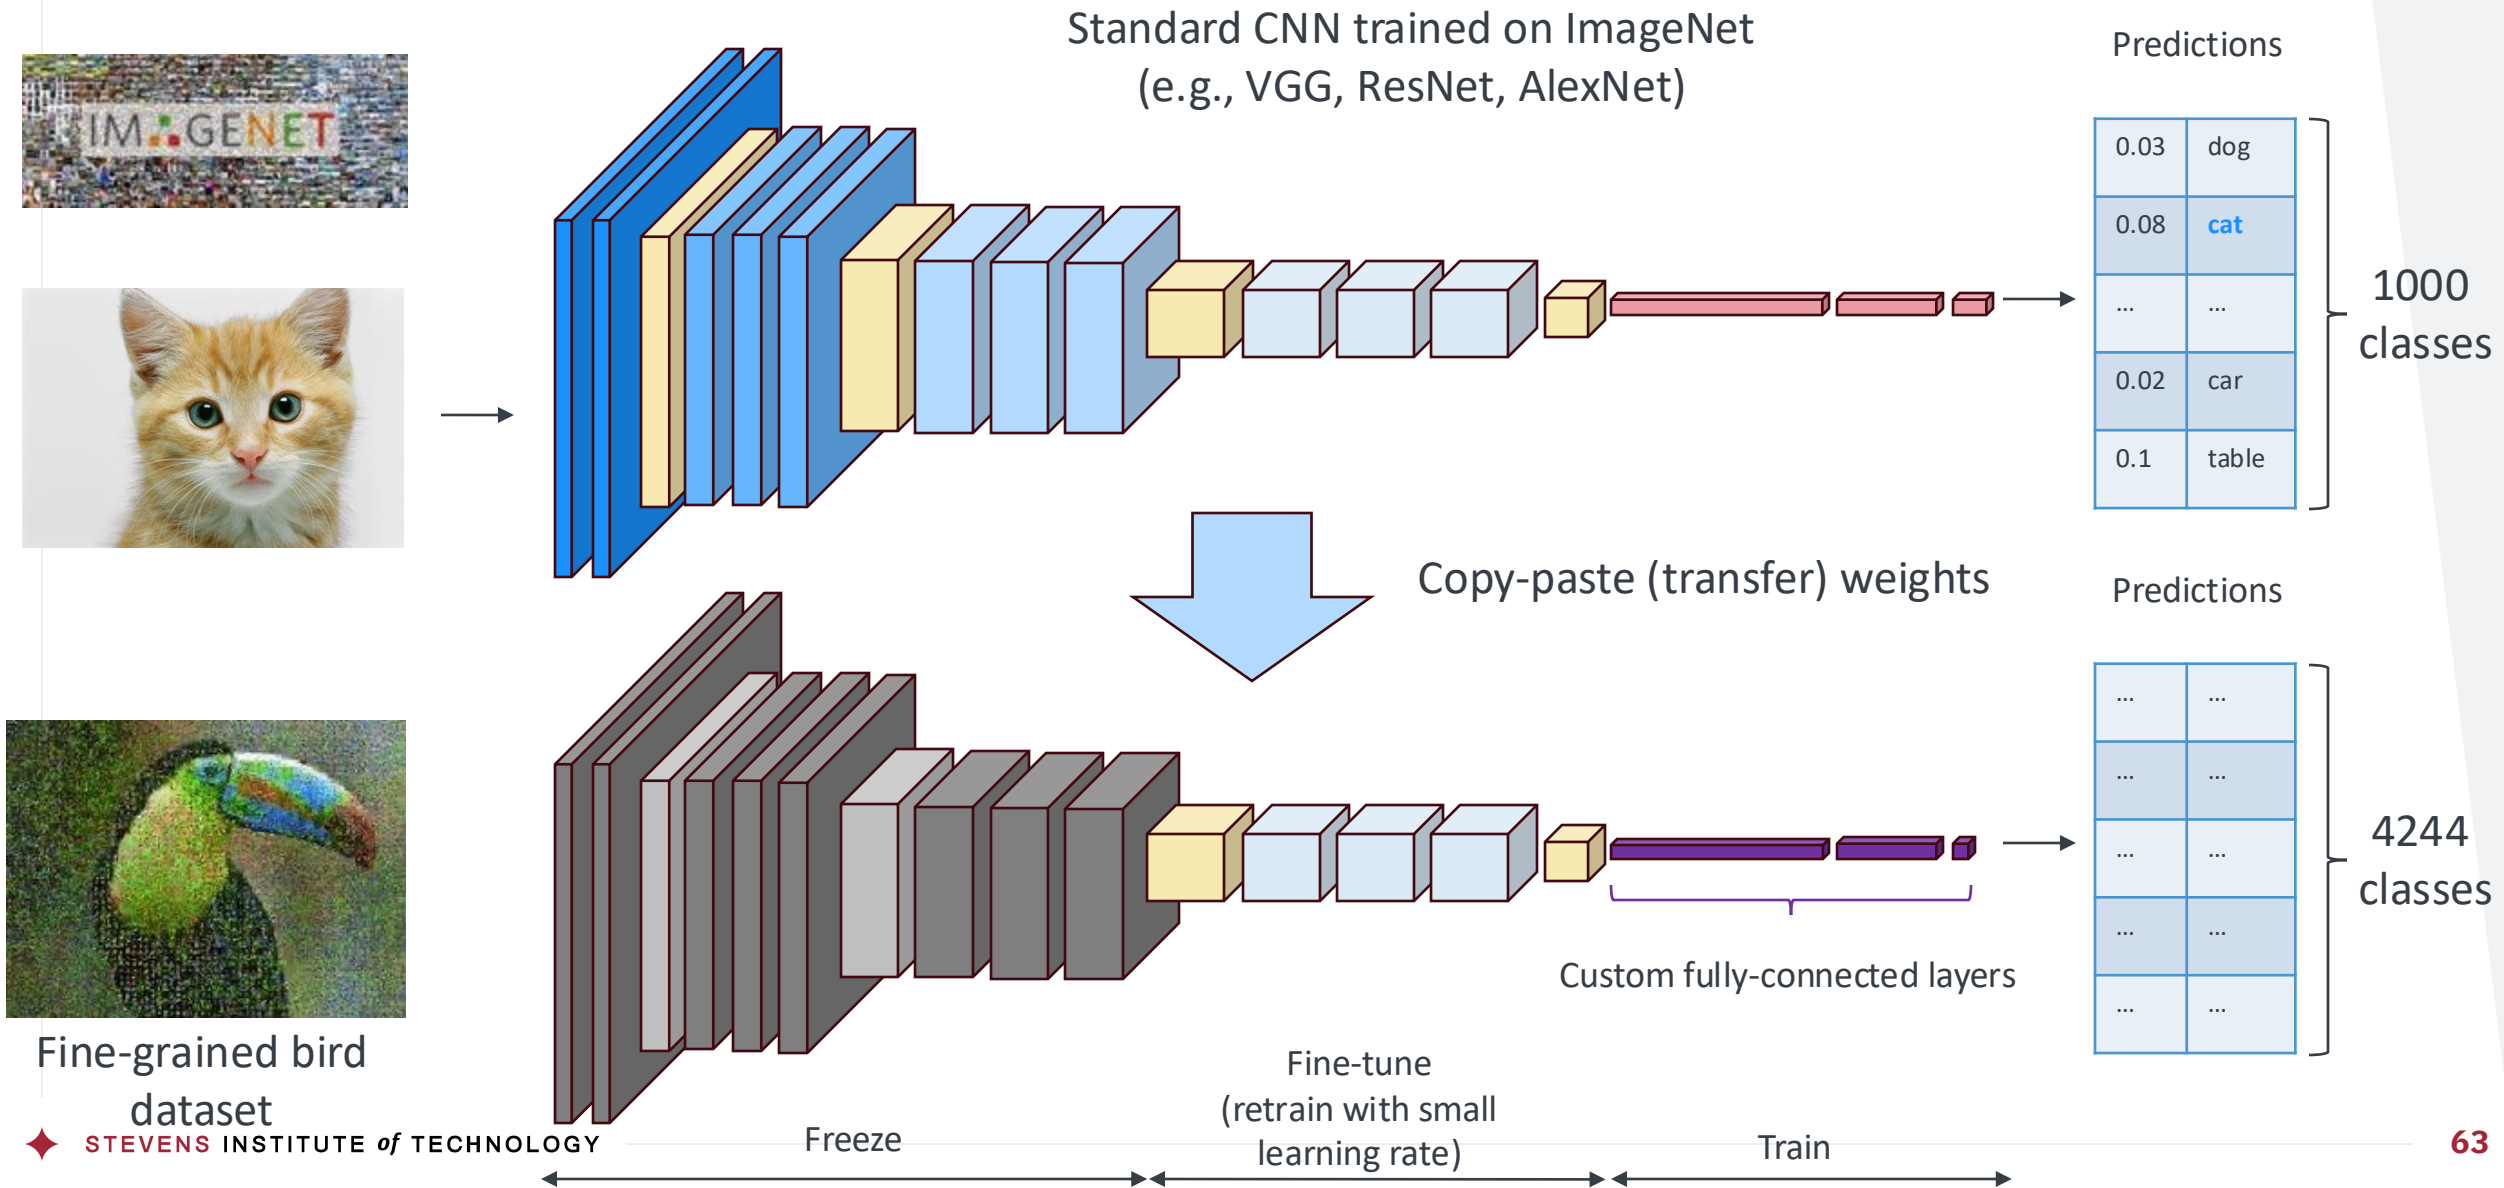 Standard CNN trained on ImageNet
(e.g., VGG, ResNet, AlexNet)
Predictions
IMAGENET
0.03 dog
0.08 cat
... ...
0.02 car
0.1 table
1000
classes
Copy-paste (transfer) weights
Predictions
... ...
... ...
... ...
... ...
... ...
4244
classes
Custom fully-connected layers
Fine-grained bird
dataset
Fine-tune
(retrain with small
learning rate)
Freeze
Train
STEVENS INSTITUTE of TECHNOLOGY
63